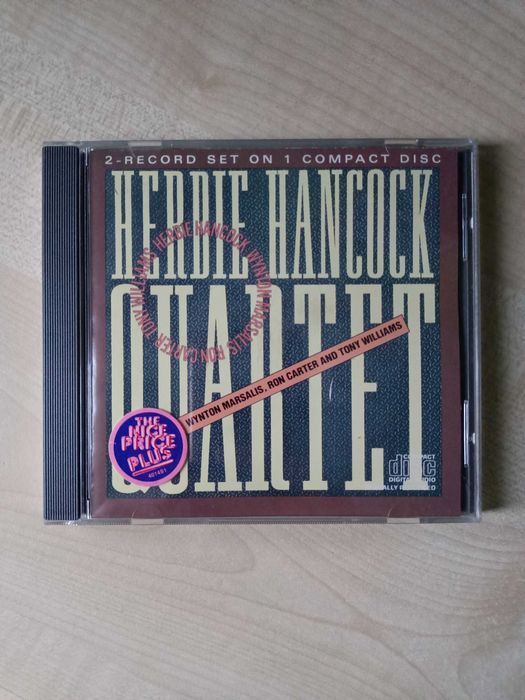 2-RECORD SET ON 1 COMPACT DISC
HERBIE HANCOCK
HERBIE HANCOCK WYNTON MARSALIS RON CARTER TONY WILLIAMS
QUARTET
WYNTON MARSALIS, RON CARTER AND TONY WILLIAMS
THE
NICE
PRICE
PLUS
COMPACT
disc
DIGITAL AUDIO